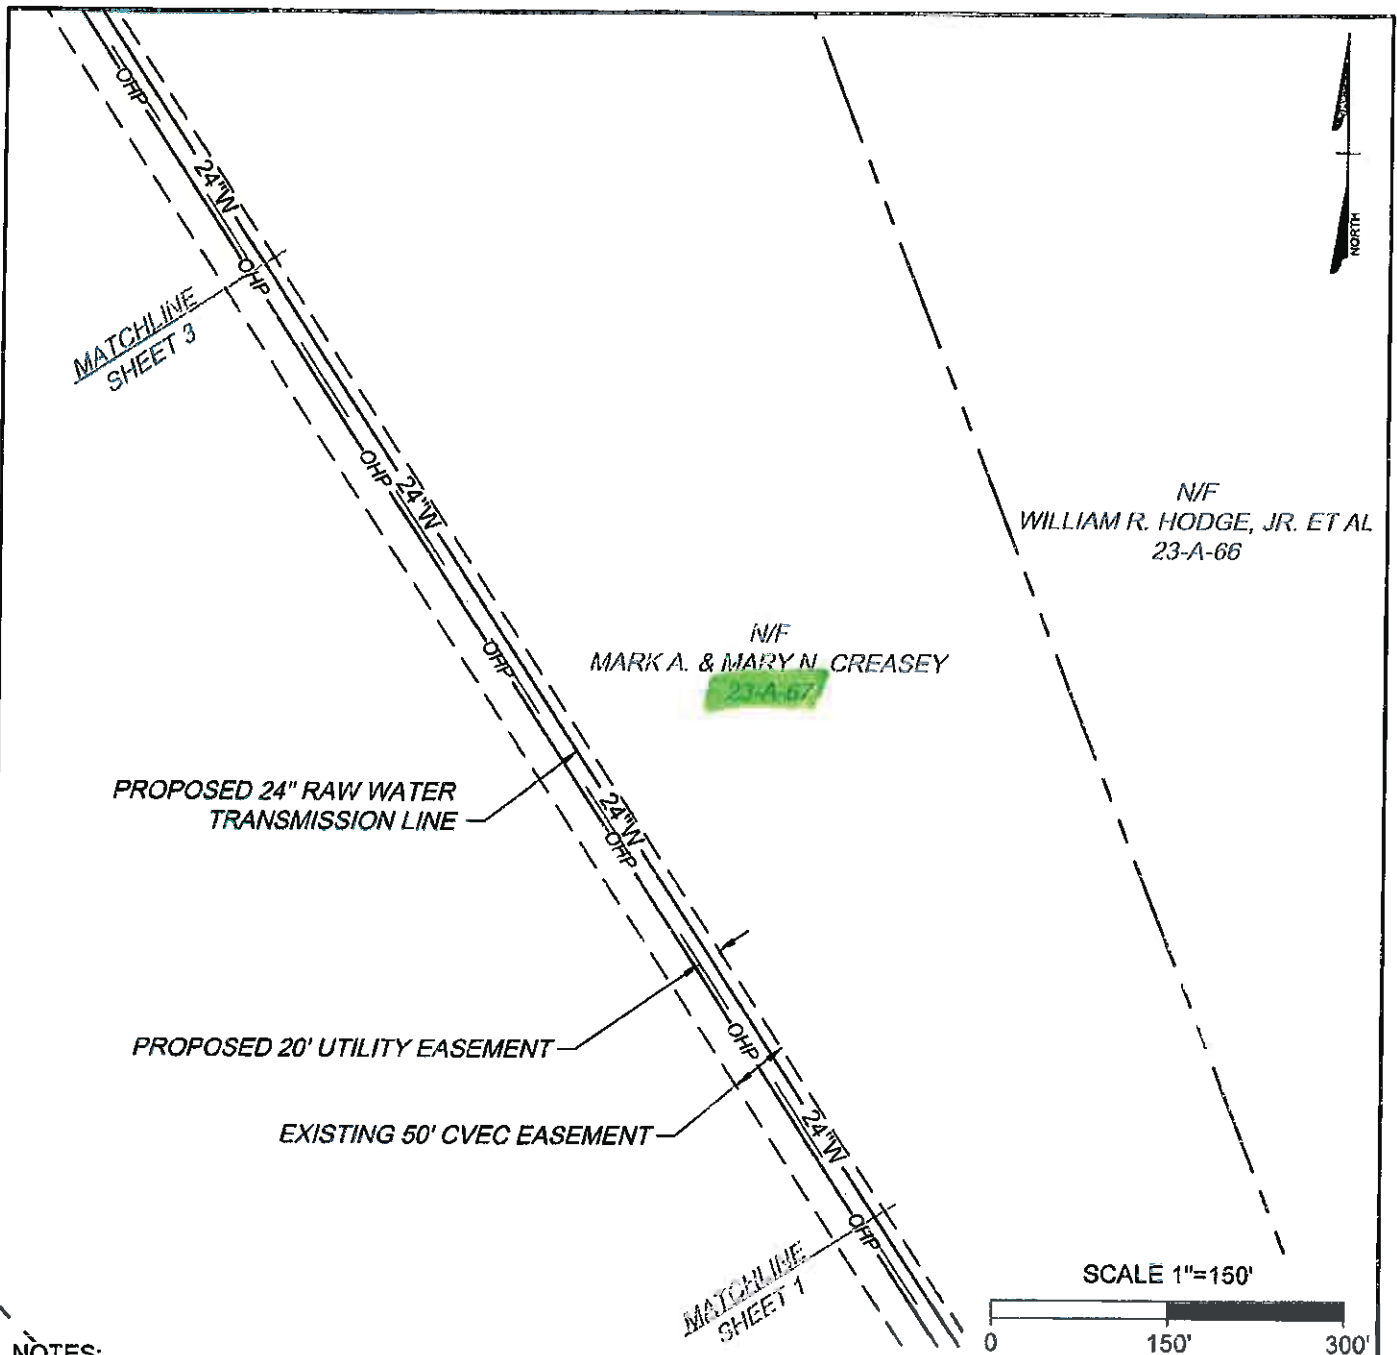 OHP
24"W
OHP
MATCHLINE
SHEET 3
NORTH
OHP
24"W
N/F
WILLIAM R. HODGE, JR. ET AL
23-A-66
N/F
MARK A. & MARY N. CREASEY
23-A-67
OHP
PROPOSED 24" RAW WATER
TRANSMISSION LINE
24"W
OHP
PROPOSED 20' UTILITY EASEMENT
OHP
EXISTING 50' CVEC EASEMENT
24"W
OHP
MATCHLINE
SHEET 1
SCALE 1"=150'
0 150' 300'
NOTES: